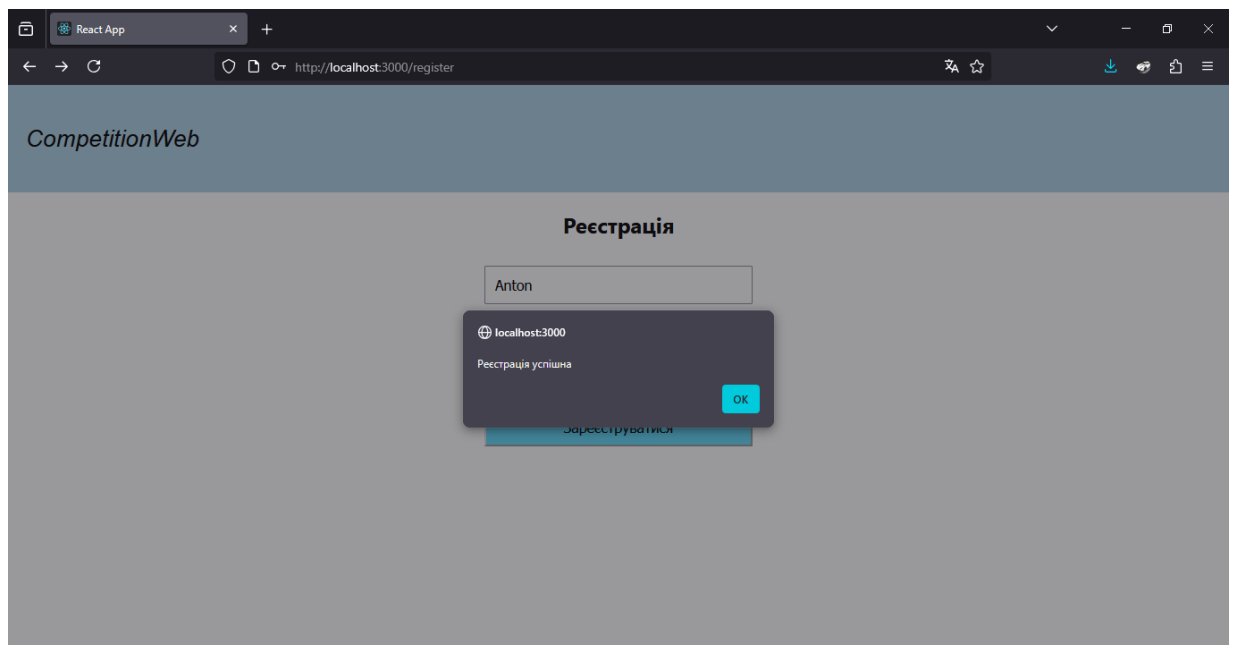 React App
http://localhost:3000/register
CompetitionWeb
Реєстрація
Anton
localhost:3000
Реєстрація успішна
OK
Зареєструватися